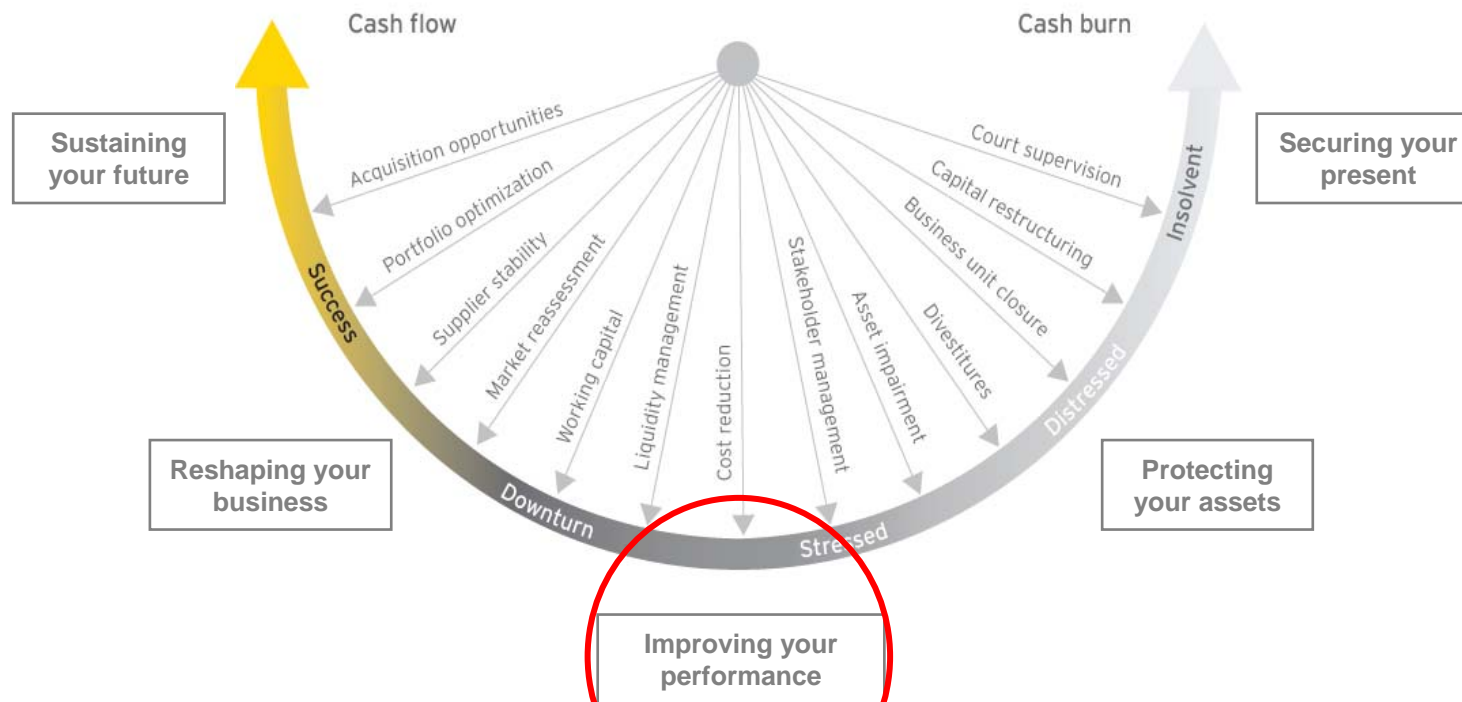 Cash flow
Cash burn
Sustaining
your future
Securing your
present
Acquisition opportunities
Portfolio optimization
Supplier stability
Market reassessment
Working capital
Liquidity management
Cost reduction
Stakeholder management
Asset impairment
Divestitures
Business unit closure
Capital restructuring
Court supervision
Success
Downturn
Stressed
Distressed
Insolvent
Reshaping your
business
Protecting
your assets
Improving your
performance